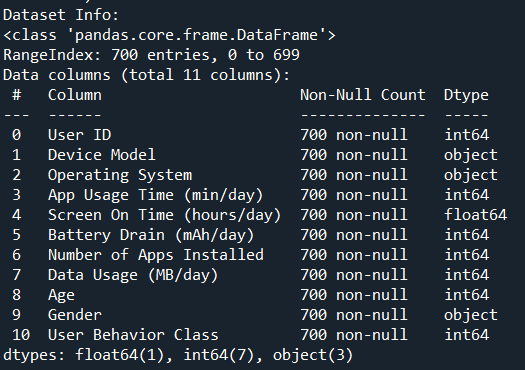 Dataset Info:
<class 'pandas.core.frame.DataFrame'>
RangeIndex: 700 entries, 0 to 699
Data columns (total 11 columns):
 #   Column                      Non-Null Count  Dtype
---  ------                      --------------  -----
 0   User ID                     700 non-null    int64
 1   Device Model                700 non-null    object
 2   Operating System            700 non-null    object
 3   App Usage Time (min/day)    700 non-null    int64
 4   Screen On Time (hours/day)  700 non-null    float64
 5   Battery Drain (mAh/day)     700 non-null    int64
 6   Number of Apps Installed    700 non-null    int64
 7   Data Usage (MB/day)         700 non-null    int64
 8   Age                         700 non-null    int64
 9   Gender                      700 non-null    object
 10  User Behavior Class         700 non-null    int64
dtypes: float64(1), int64(7), object(3)